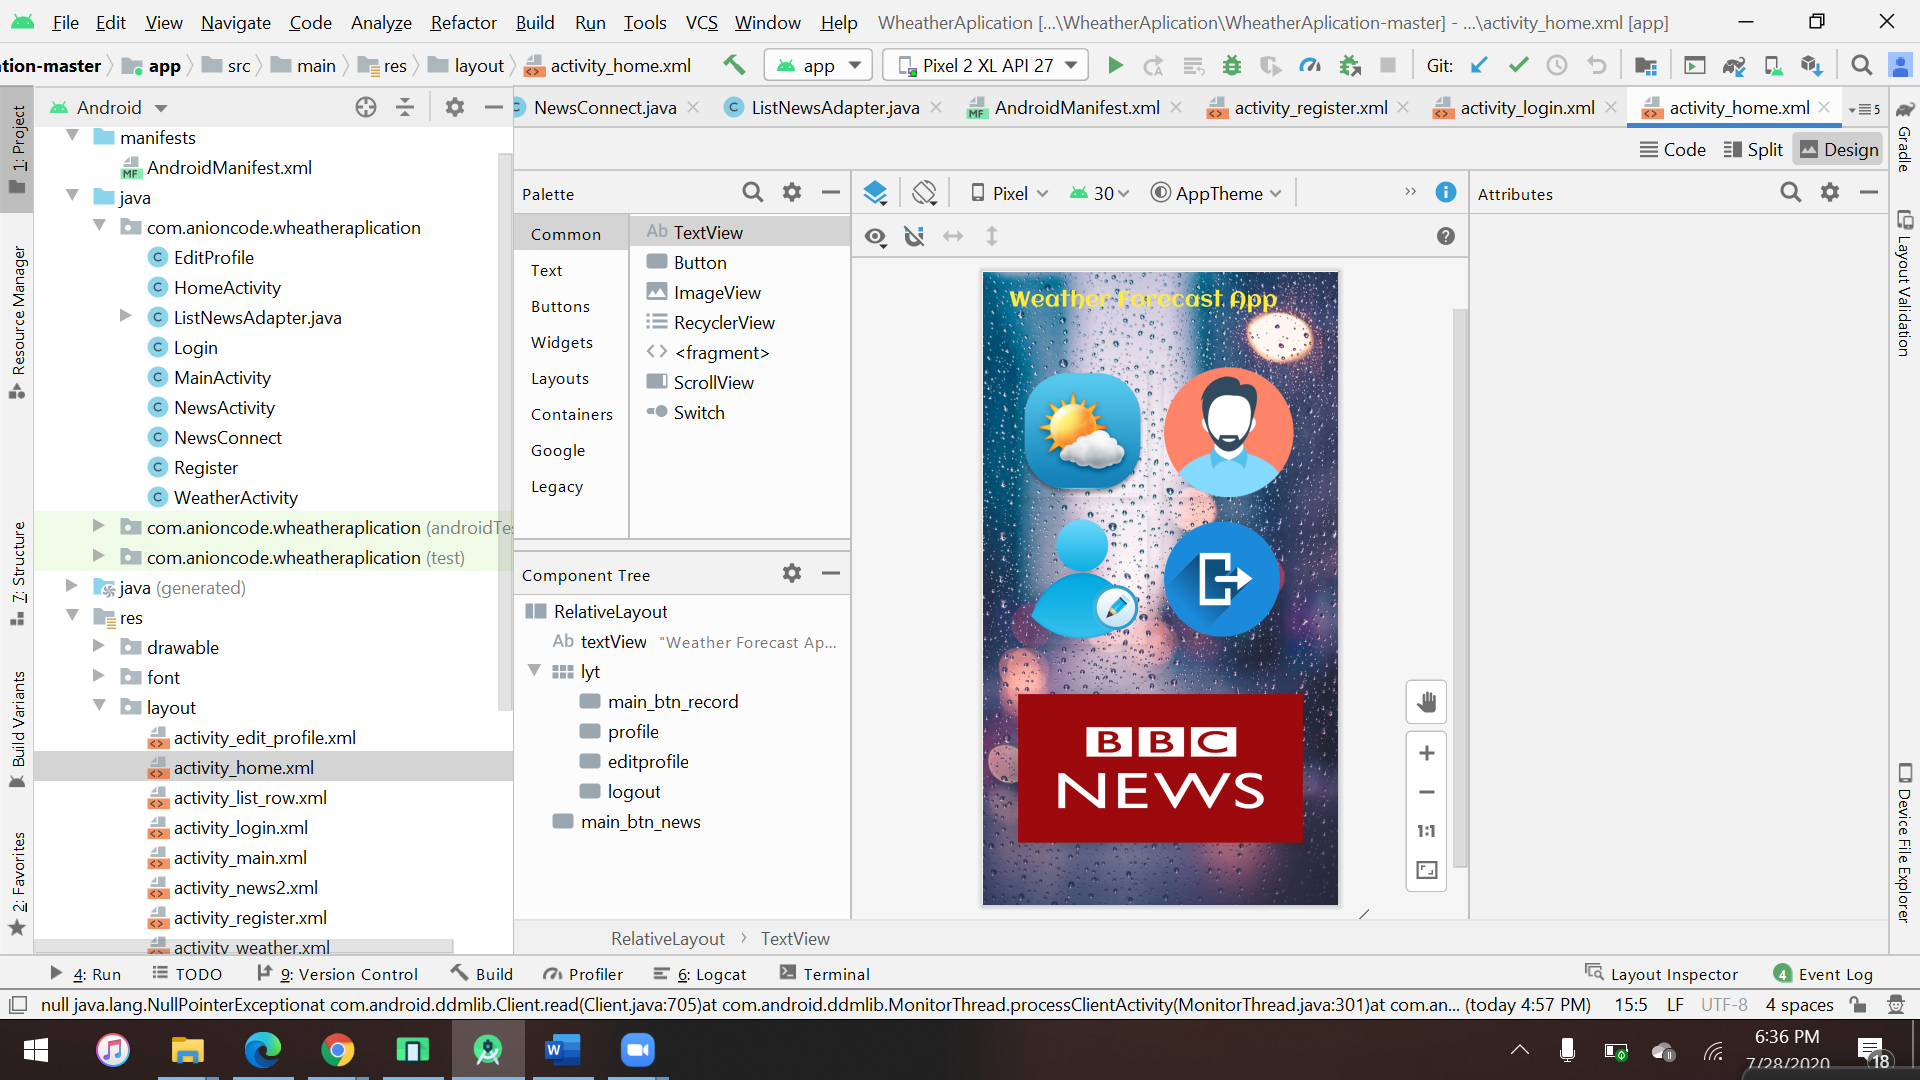 File Edit View Navigate Code Analyze Refactor Build Run Tools VCS Window Help WheatherAplication [...\WheatherAplication\WheatherAplication-master] - ...\activity_home.xml [app]
ation-master app src main res layout activity_home.xml app Pixel 2 XL API 27 Git:
Android
NewsConnect.java ListNewsAdapter.java AndroidManifest.xml activity_register.xml activity_login.xml activity_home.xml 5
Code Split Design
1: Project
Resource Manager
7: Structure
Build Variants
2: Favorites
manifests
MF AndroidManifest.xml
java
com.anioncode.wheatheraplication
C EditProfile
C HomeActivity
C ListNewsAdapter.java
C Login
C MainActivity
C NewsActivity
C NewsConnect
C Register
C WeatherActivity
com.anioncode.wheatheraplication (androidTes
com.anioncode.wheatheraplication (test)
java (generated)
res
drawable
font
layout
activity_edit_profile.xml
activity_home.xml
activity_list_row.xml
activity_login.xml
activity_main.xml
activity_news2.xml
activity_register.xml
activity_weather.xml
Palette
Common
Text
Buttons
Widgets
Layouts
Containers
Google
Legacy
Ab TextView
Button
ImageView
RecyclerView
<fragment>
ScrollView
Switch
Component Tree
RelativeLayout
Ab textView "Weather Forecast Ap...
lyt
main_btn_record
profile
editprofile
logout
main_btn_news
Pixel 30 AppTheme
Weather Forecast App
BBC
NEWS
1:1
RelativeLayout > TextView
Attributes
Gradle
Layout Validation
Device File Explorer
4: Run TODO 9: Version Control Build Profiler 6: Logcat Terminal Layout Inspector 4 Event Log
null java.lang.NullPointerExceptionat com.android.ddmlib.Client.read(Client.java:705)at com.android.ddmlib.MonitorThread.processClientActivity(MonitorThread.java:301)at com.an... (today 4:57 PM) 15:5 LF UTF-8 4 spaces
6:36 PM
7/28/2020
18